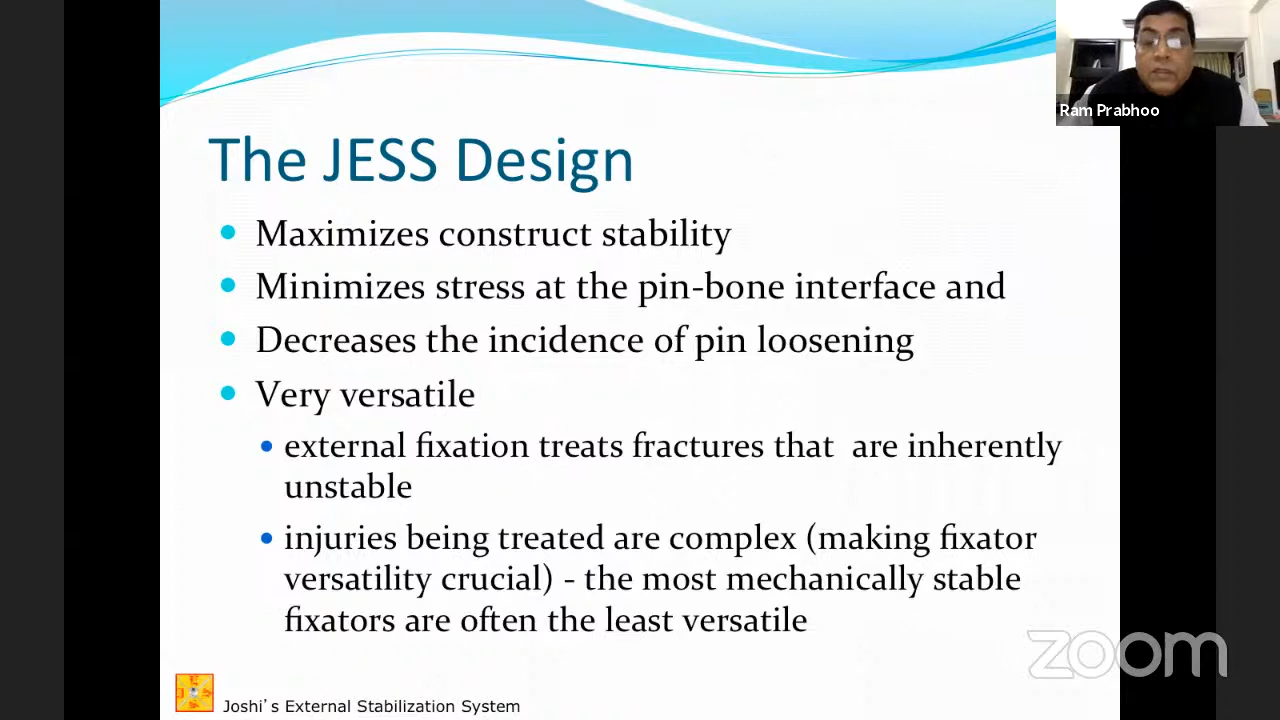 Ram Prabhoo
The JESS Design
Maximizes construct stability
Minimizes stress at the pin-bone interface and
Decreases the incidence of pin loosening
Very versatile
external fixation treats fractures that are inherently
unstable
injuries being treated are complex (making fixator
versatility crucial) - the most mechanically stable
fixators are often the least versatile
zoom
Joshi's External Stabilization System